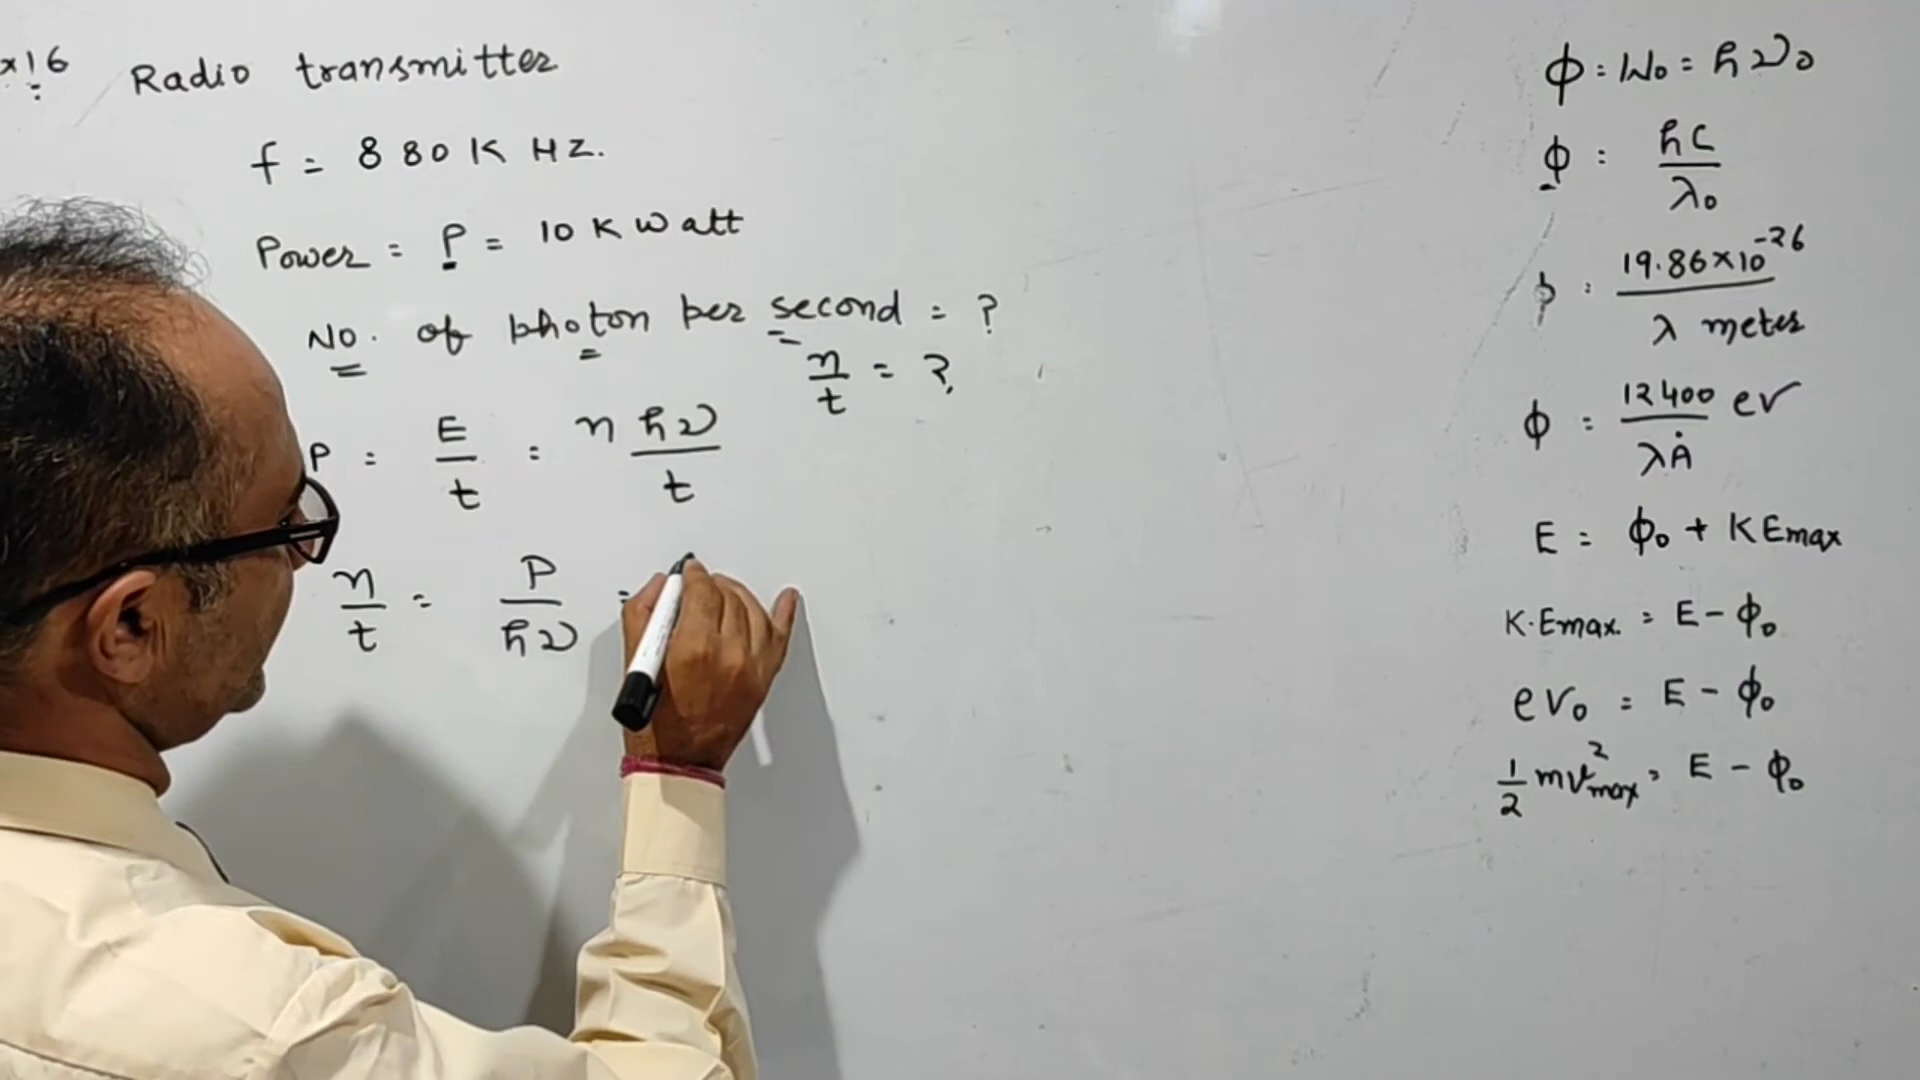 ×16 Radio transmitter
f = 880 K HZ.
Power = P = 10 K watt
No. of photon per second = ?
n/t = ?
P = E/t = n hν/t
n/t = P/hν =
ϕ = W₀ = hν₀
ϕ = hC/λ₀
ϕ = 19.86×10⁻²⁶/λ meter
ϕ = 12400/λÅ ev
E = ϕ₀ + KEmax
K.Emax. = E - ϕ₀
eV₀ = E - ϕ₀
1/2 mv²max = E - ϕ₀